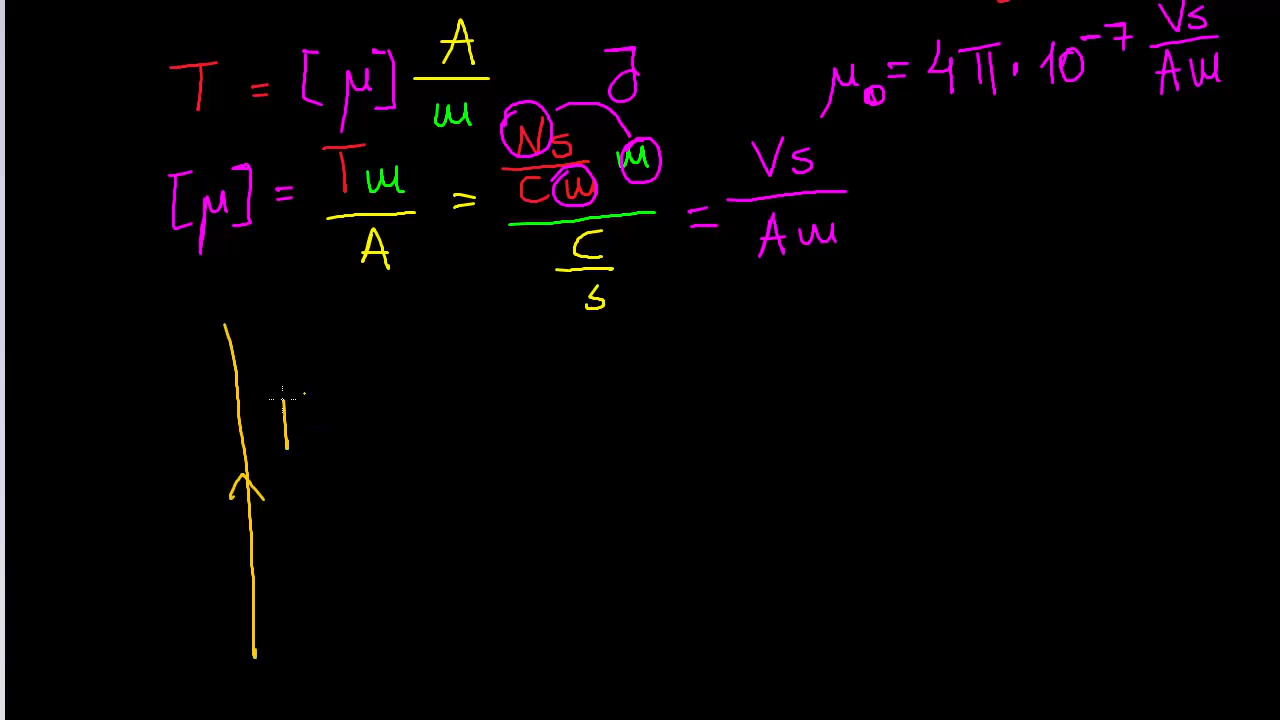 T = [μ] A/m
J
μ₀ = 4π · 10⁻⁷ Vs/Am
[μ] = Tm/A = (Ns/Cm m)/(C/s) = Vs/Am